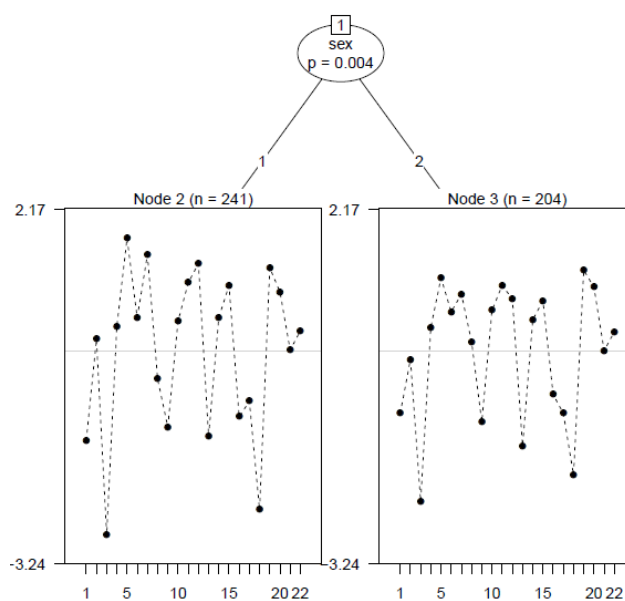 1
sex
p = 0.004
1
2
Node 2 (n = 241)
Node 3 (n = 204)
2.17
2.17
-3.24
-3.24
1 5 10 15 20 22
1 5 10 15 20 22